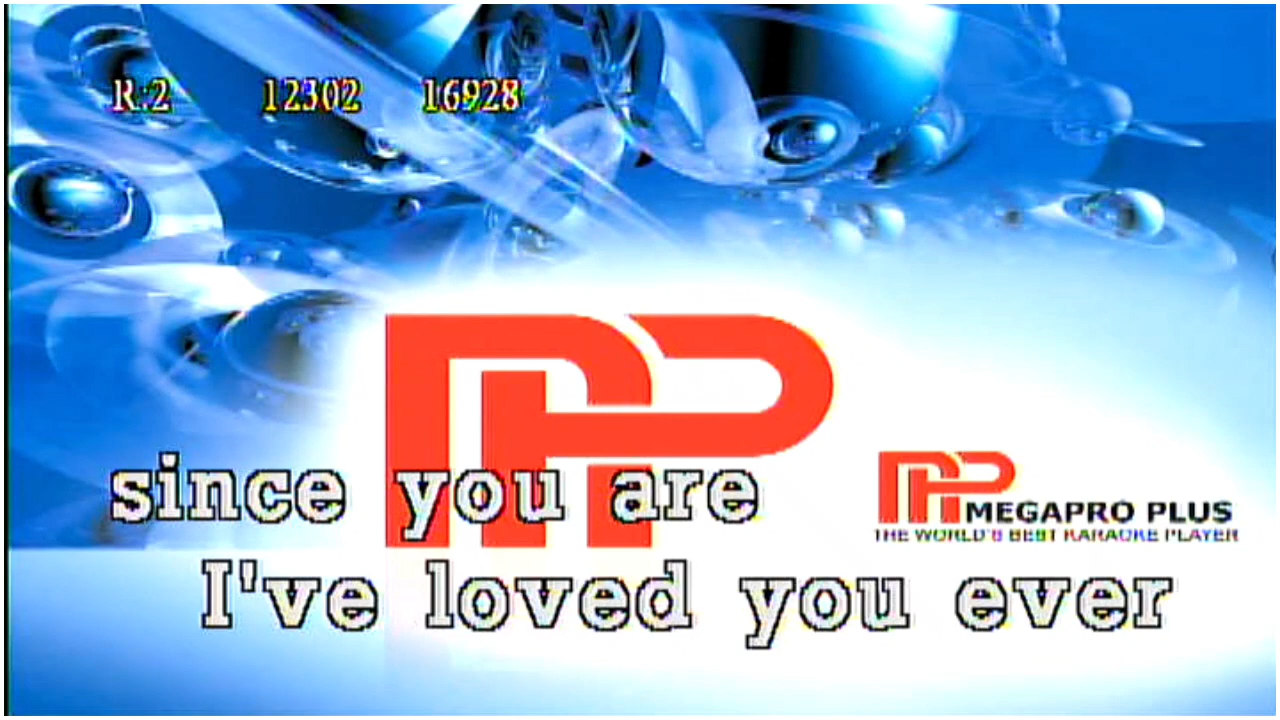 R:2 12302 16928
since you are
MEGAPRO PLUS
THE WORLD'S BEST KARAOKE PLAYER
I've loved you ever